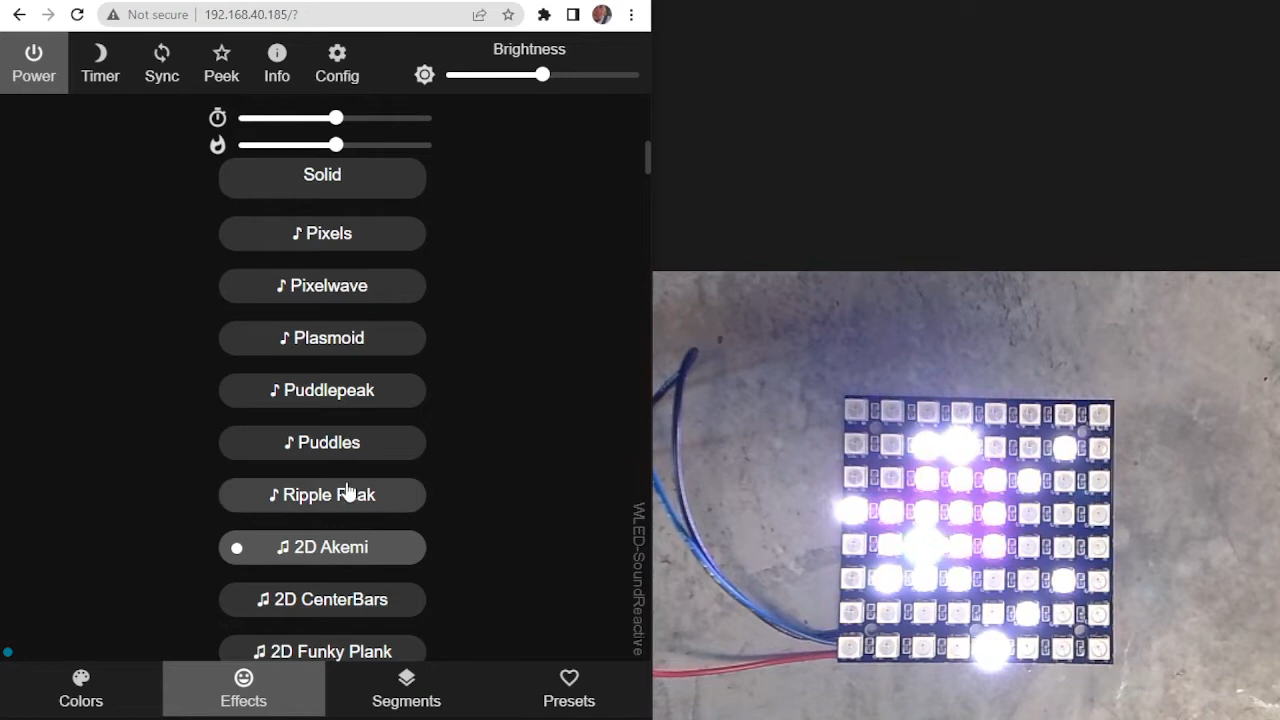 Not secure | 192.168.40.185/?
Power
Timer
Sync
Peek
Info
Config
Brightness
Solid
♪ Pixels
♪ Pixelwave
♪ Plasmoid
♪ Puddlepeak
♪ Puddles
♪ Ripple Peak
♫ 2D Akemi
♫ 2D CenterBars
♫ 2D Funky Plank
WLED-SoundReactive
Colors
Effects
Segments
Presets